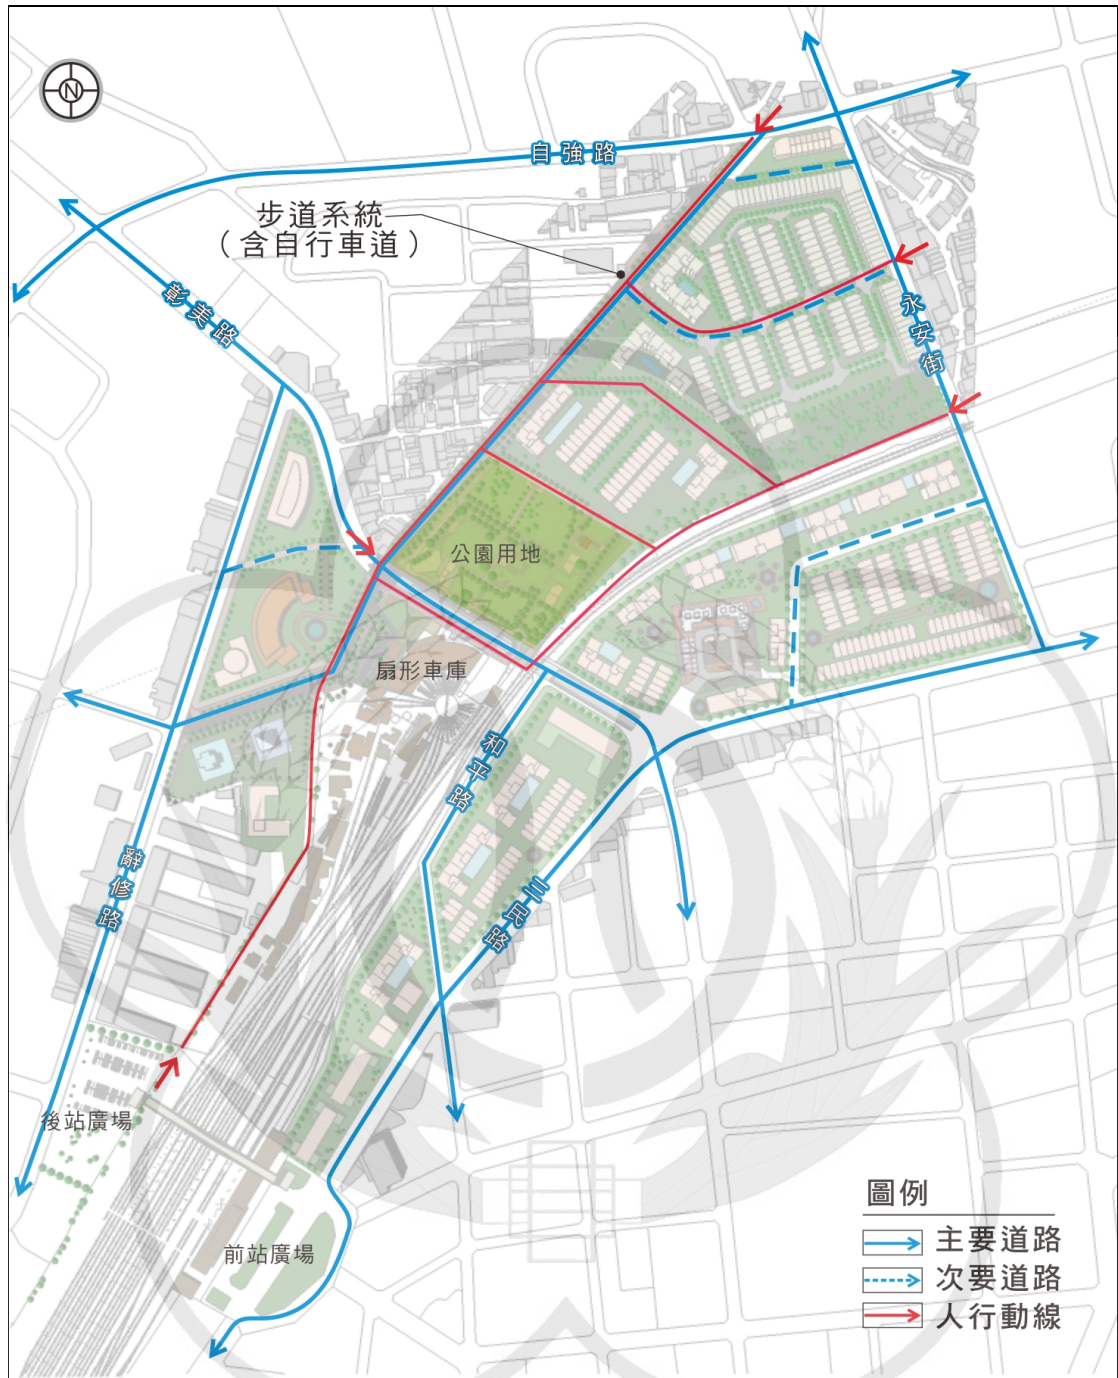 N
自強路
步道系統
（含自行車道）
彰美路
永安街
公園用地
扇形車庫
和平路
三民路
辭修路
後站廣場
前站廣場
圖例
主要道路
次要道路
人行動線